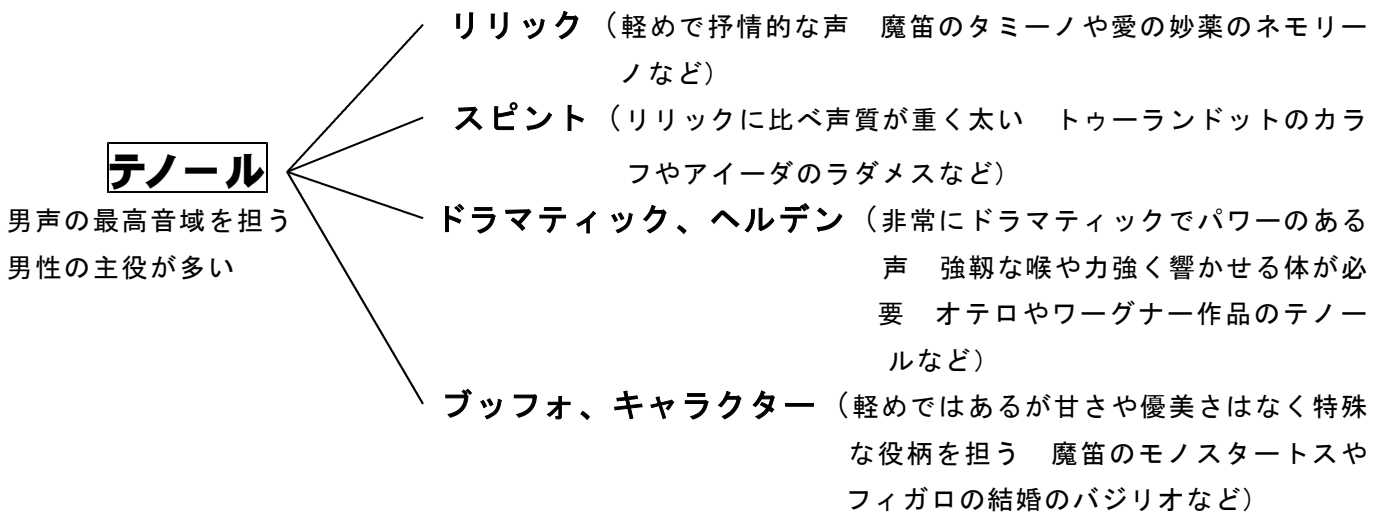 リリック（軽めで抒情的な声　魔笛のタミーノや愛の妙薬のネモリー
ノなど）
スピント（リリックに比べ声質が重く太い　トゥーランドットのカラ
フやアイーダのラダメスなど）
テノール
男声の最高音域を担う
男性の主役が多い
ドラマティック、ヘルデン（非常にドラマティックでパワーのある
声　強靱な喉や力強く響かせる体が必
要　オテロやワーグナー作品のテノー
ルなど）
ブッフォ、キャラクター（軽めではあるが甘さや優美さはなく特殊
な役柄を担う　魔笛のモノスタートスや
フィガロの結婚のバジリオなど）